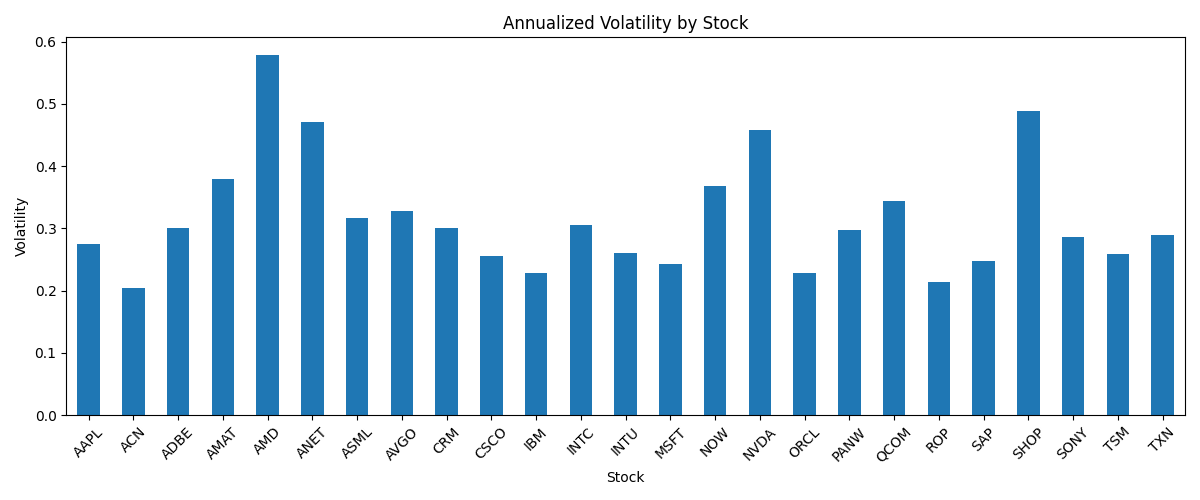 Annualized Volatility by Stock
Volatility
0.6
0.5
0.4
0.3
0.2
0.1
0.0
AAPL ACN ADBE AMAT AMD ANET ASML AVGO CRM CSCO IBM INTC INTU MSFT NOW NVDA ORCL PANW QCOM ROP SAP SHOP SONY TSM TXN
Stock